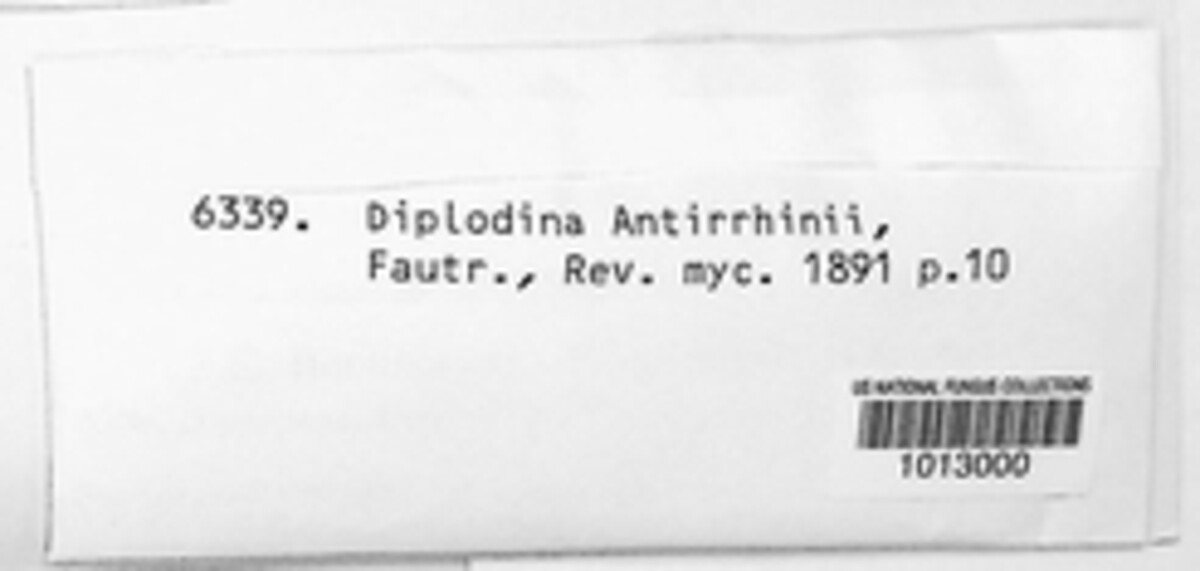 6339. Diplodina Antirrhinii,
Fautr., Rev. myc. 1891 p.10
US NATIONAL FUNGUS COLLECTIONS
1013000